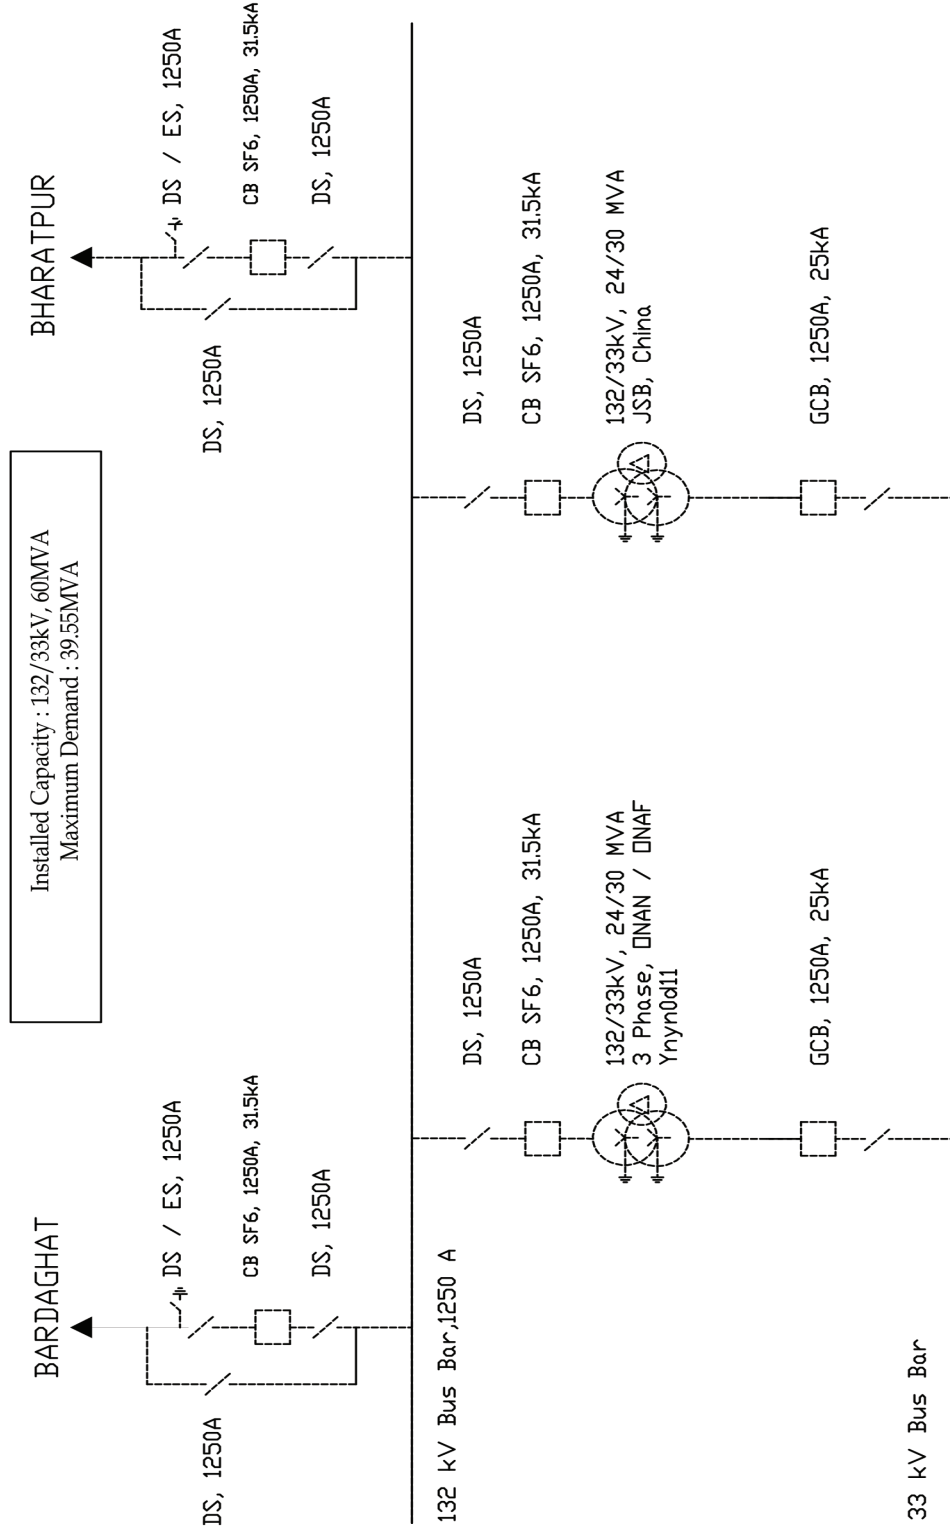 BARDAGHAT
Installed Capacity : 132/33kV, 60MVA
Maximum Demand : 39.55MVA
BHARATPUR
DS / ES, 1250A
DS / ES, 1250A
DS, 1250A
CB SF6, 1250A, 31.5kA
DS, 1250A
CB SF6, 1250A, 31.5kA
DS, 1250A
DS, 1250A
132 kV Bus Bar,1250 A
DS, 1250A
DS, 1250A
CB SF6, 1250A, 31.5kA
CB SF6, 1250A, 31.5kA
132/33kV, 24/30 MVA
3 Phase, ONAN / ONAF
Ynyn0d11
132/33kV, 24/30 MVA
JSB, China
GCB, 1250A, 25kA
GCB, 1250A, 25kA
33 kV Bus Bar